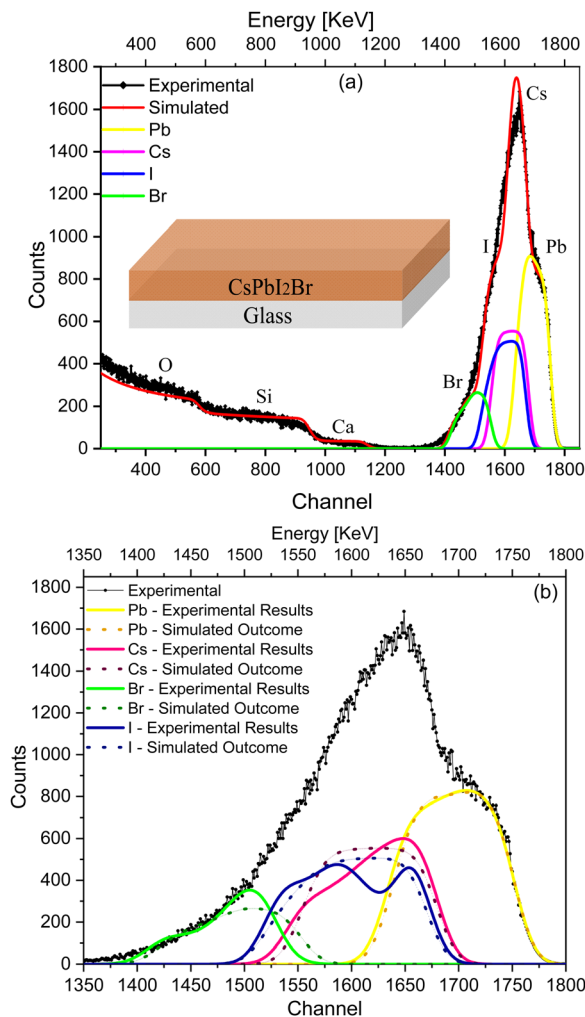 Energy [KeV]
400 600 800 1000 1200 1400 1600 1800
1800
1600
1400
1200
1000
800
600
400
200
0
(a)
Experimental
Simulated
Pb
Cs
I
Br
Cs
I
Pb
CsPbI2Br
Glass
Br
O
Si
Ca
400 600 800 1000 1200 1400 1600 1800
Channel
Counts
Energy [KeV]
1350 1400 1450 1500 1550 1600 1650 1700 1750 1800
1800
1600
1400
1200
1000
800
600
400
200
0
(b)
Experimental
Pb - Experimental Results
Pb - Simulated Outcome
Cs - Experimental Results
Cs - Simulated Outcome
Br - Experimental Results
Br - Simulated Outcome
I - Experimental Results
I - Simulated Outcome
1350 1400 1450 1500 1550 1600 1650 1700 1750 1800
Channel
Counts